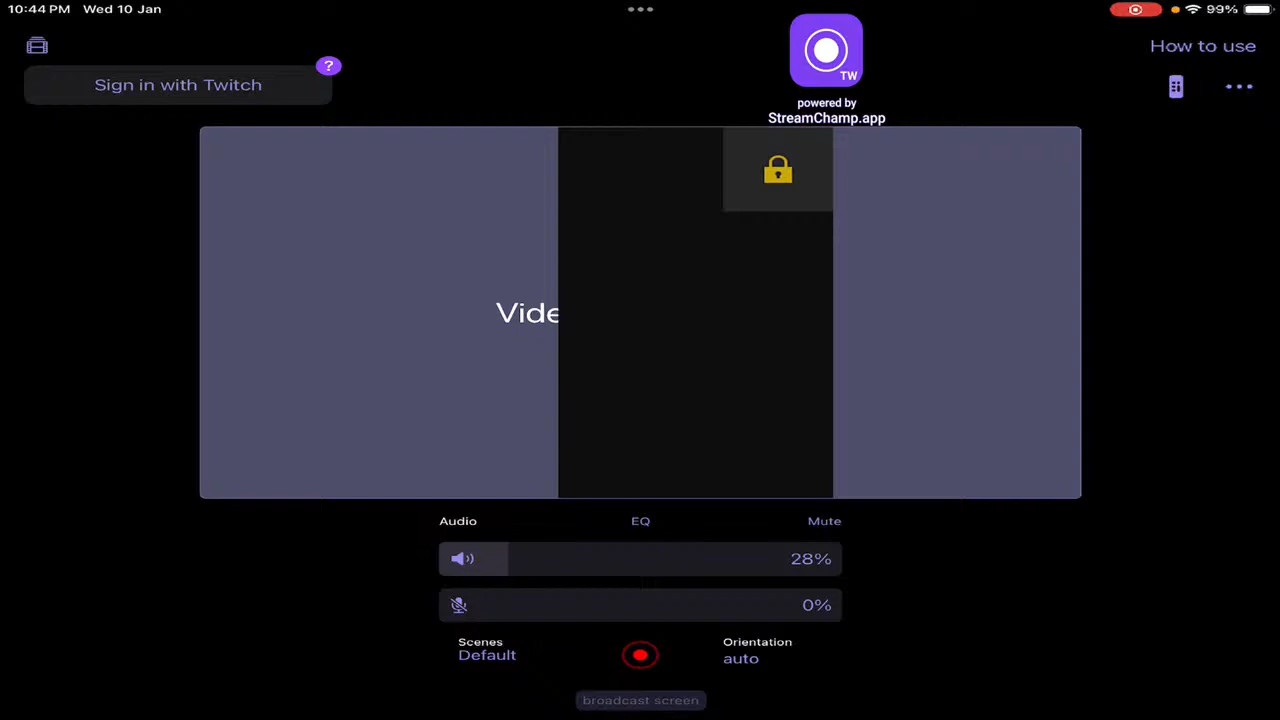 10:44 PM Wed 10 Jan
99%
How to use
Sign in with Twitch
?
TW
powered by
StreamChamp.app
Vide
Audio
EQ
Mute
28%
0%
Scenes
Default
Orientation
auto
broadcast screen